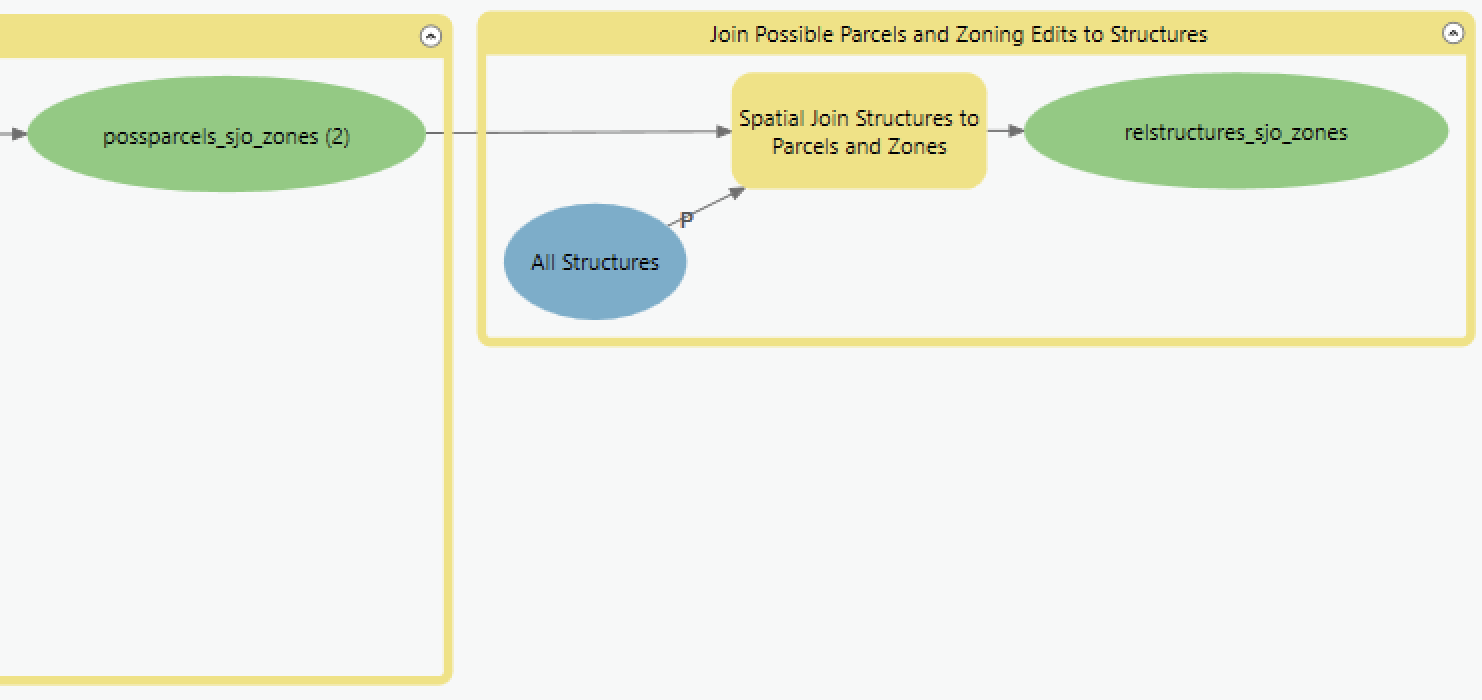 Join Possible Parcels and Zoning Edits to Structures
possparcels_sjo_zones (2)
Spatial Join Structures to
Parcels and Zones
relstructures_sjo_zones
P
All Structures